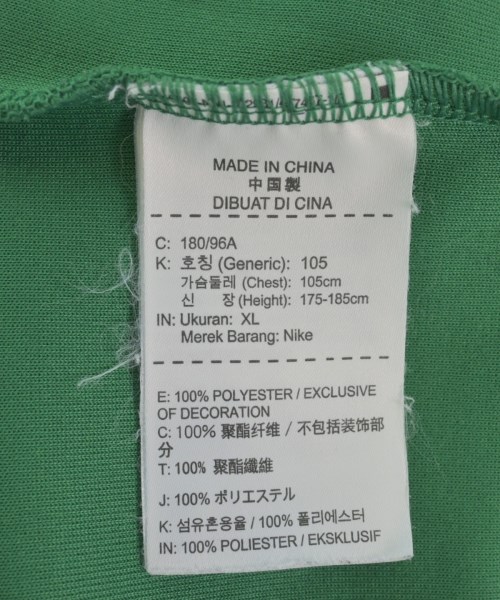 MADE IN CHINA
中国製
DIBUAT DI CINA
C: 180/96A
K: 호칭 (Generic): 105
가슴둘레 (Chest): 105cm
신 장 (Height): 175-185cm
IN: Ukuran: XL
Merek Barang: Nike
E: 100% POLYESTER / EXCLUSIVE
OF DECORATION
C: 100% 聚酯纤维 / 不包括装饰部
分
T: 100% 聚酯纖維
J: 100% ポリエステル
K: 섬유혼용율 / 100% 폴리에스터
IN: 100% POLIESTER / EKSKLUSIF